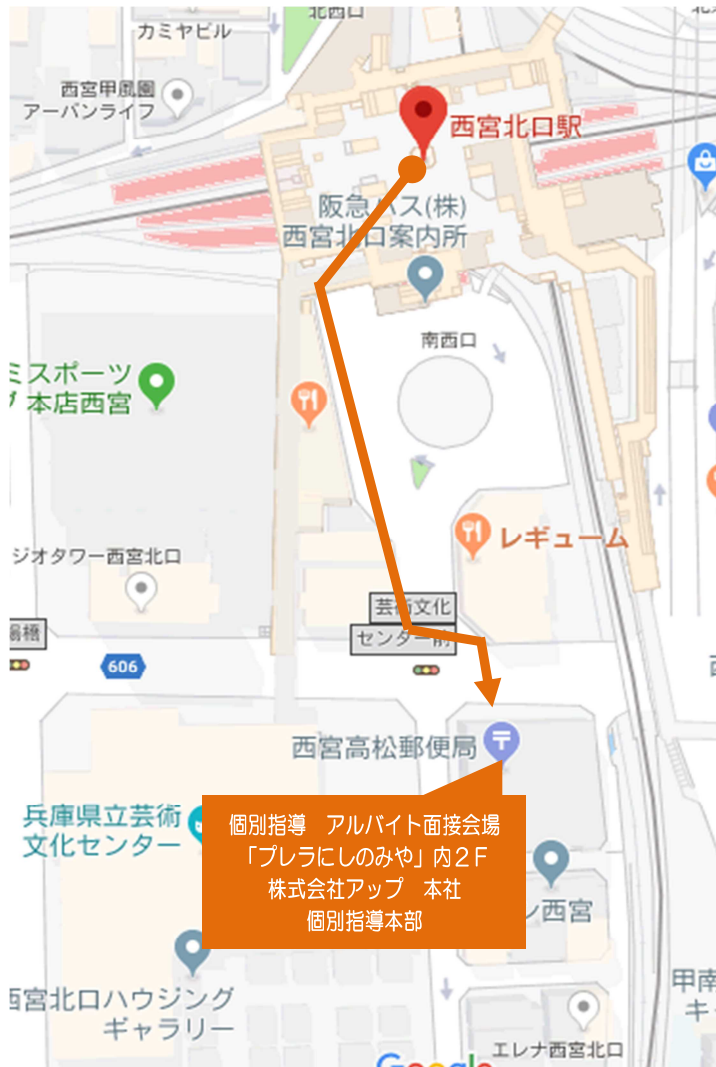 北西口
カミヤビル
西宮甲風園
アーバンライフ
西宮北口駅
阪急バス(株)
西宮北口案内所
南西口
ミスポーツ
本店西宮
レギューム
ジオタワー西宮北口
芸術文化
センター前
橋
606
西宮高松郵便局
兵庫県立芸術
文化センター
個別指導 アルバイト面接会場
「プレラにしのみや」内2F
株式会社アップ 本社
個別指導本部
ン西宮
西宮北口ハウジング
ギャラリー
甲南
キ
エレナ西宮北口
Google